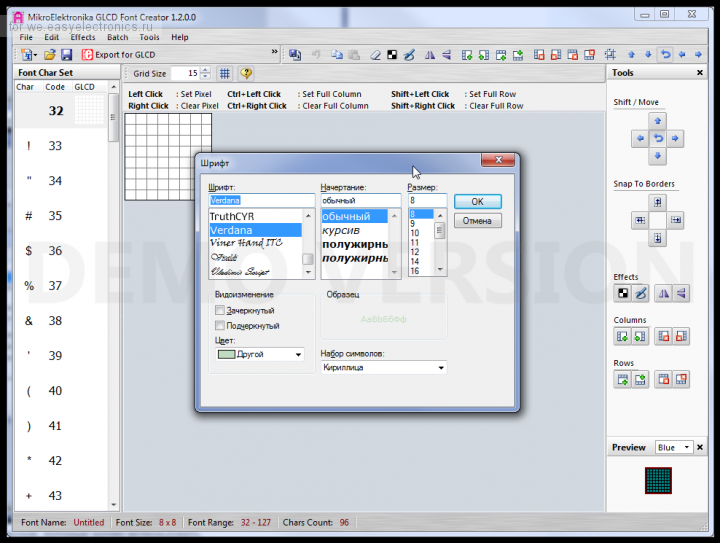 MikroElektronika GLCD Font Creator 1.2.0.0
for we.easyelectronics.ru
File Edit Effects Batch Tools Help
Export for GLCD
Font Char Set
Grid Size 15
Tools
Char Code GLCD
Left Click : Set Pixel Ctrl+Left Click : Set Full Column Shift+Left Click : Set Full Row
Right Click : Clear Pixel Ctrl+Right Click : Clear Full Column Shift+Right Click : Clear Full Row
32
! 33
" 34
# 35
$ 36
% 37
& 38
' 39
( 40
) 41
* 42
+ 43
Шрифт
Шрифт: Начертание: Размер:
Verdana обычный 8
OK
Отмена
TruthCYR
Verdana
Viner Hand ITC
Vivaldi
Vladimir Script
обычный
курсив
полужирны
полужирны
8
9
10
11
12
14
16
Видоизменение
Зачеркнутый
Подчеркнутый
Цвет:
Другой
Образец
АаBbБбФф
Набор символов:
Кириллица
DEMO VERSION
Shift / Move
Snap To Borders
Effects
Columns
Rows
Preview Blue
Font Name: Untitled Font Size: 8 x 8 Font Range: 32 - 127 Chars Count: 96